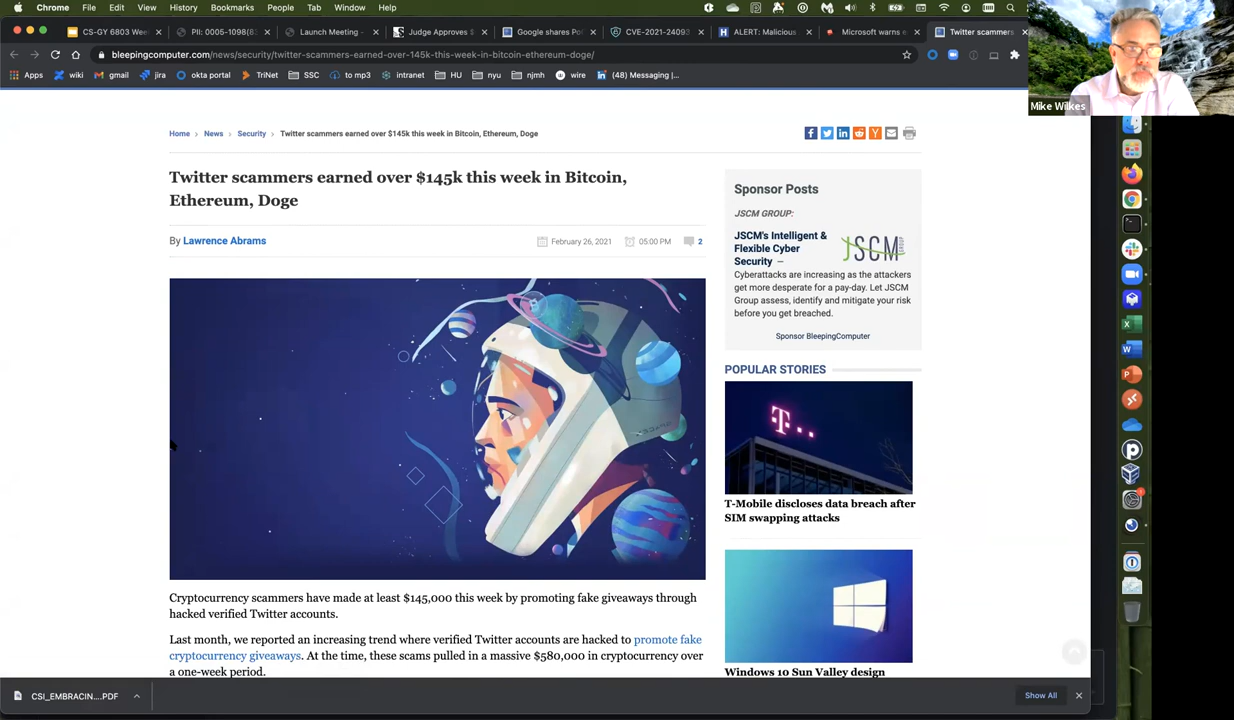 Chrome File Edit View History Bookmarks People Tab Window Help
CS-GY 6803 Wee
PII: 0005-1098(8
Launch Meeting -
Judge Approves $
Google shares Po
CVE-2021-2409
ALERT: Malicious
Microsoft warns
Twitter scammers
bleepingcomputer.com/news/security/twitter-scammers-earned-over-145k-this-week-in-bitcoin-ethereum-doge/
Apps wiki gmail jira okta portal TriNet SSC to mp3 intranet HU nyu njmh wire (48) Messaging |...
Mike Wilkes
Home > News > Security > Twitter scammers earned over $145k this week in Bitcoin, Ethereum, Doge
Twitter scammers earned over $145k this week in Bitcoin,
Ethereum, Doge
By Lawrence Abrams
February 26, 2021 05:00 PM 2
Sponsor Posts
JSCM GROUP:
JSCM's Intelligent &
Flexible Cyber
Security –
JSCM
Cyberattacks are increasing as the attackers
get more desperate for a pay-day. Let JSCM
Group assess, identify and mitigate your risk
before you get breached.
Sponsor BleepingComputer
POPULAR STORIES
T
T-Mobile discloses data breach after
SIM swapping attacks
Windows 10 Sun Valley design
Cryptocurrency scammers have made at least $145,000 this week by promoting fake giveaways through
hacked verified Twitter accounts.
Last month, we reported an increasing trend where verified Twitter accounts are hacked to promote fake
cryptocurrency giveaways. At the time, these scams pulled in a massive $580,000 in cryptocurrency over
a one-week period.
CSI_EMBRACIN....PDF
Show All